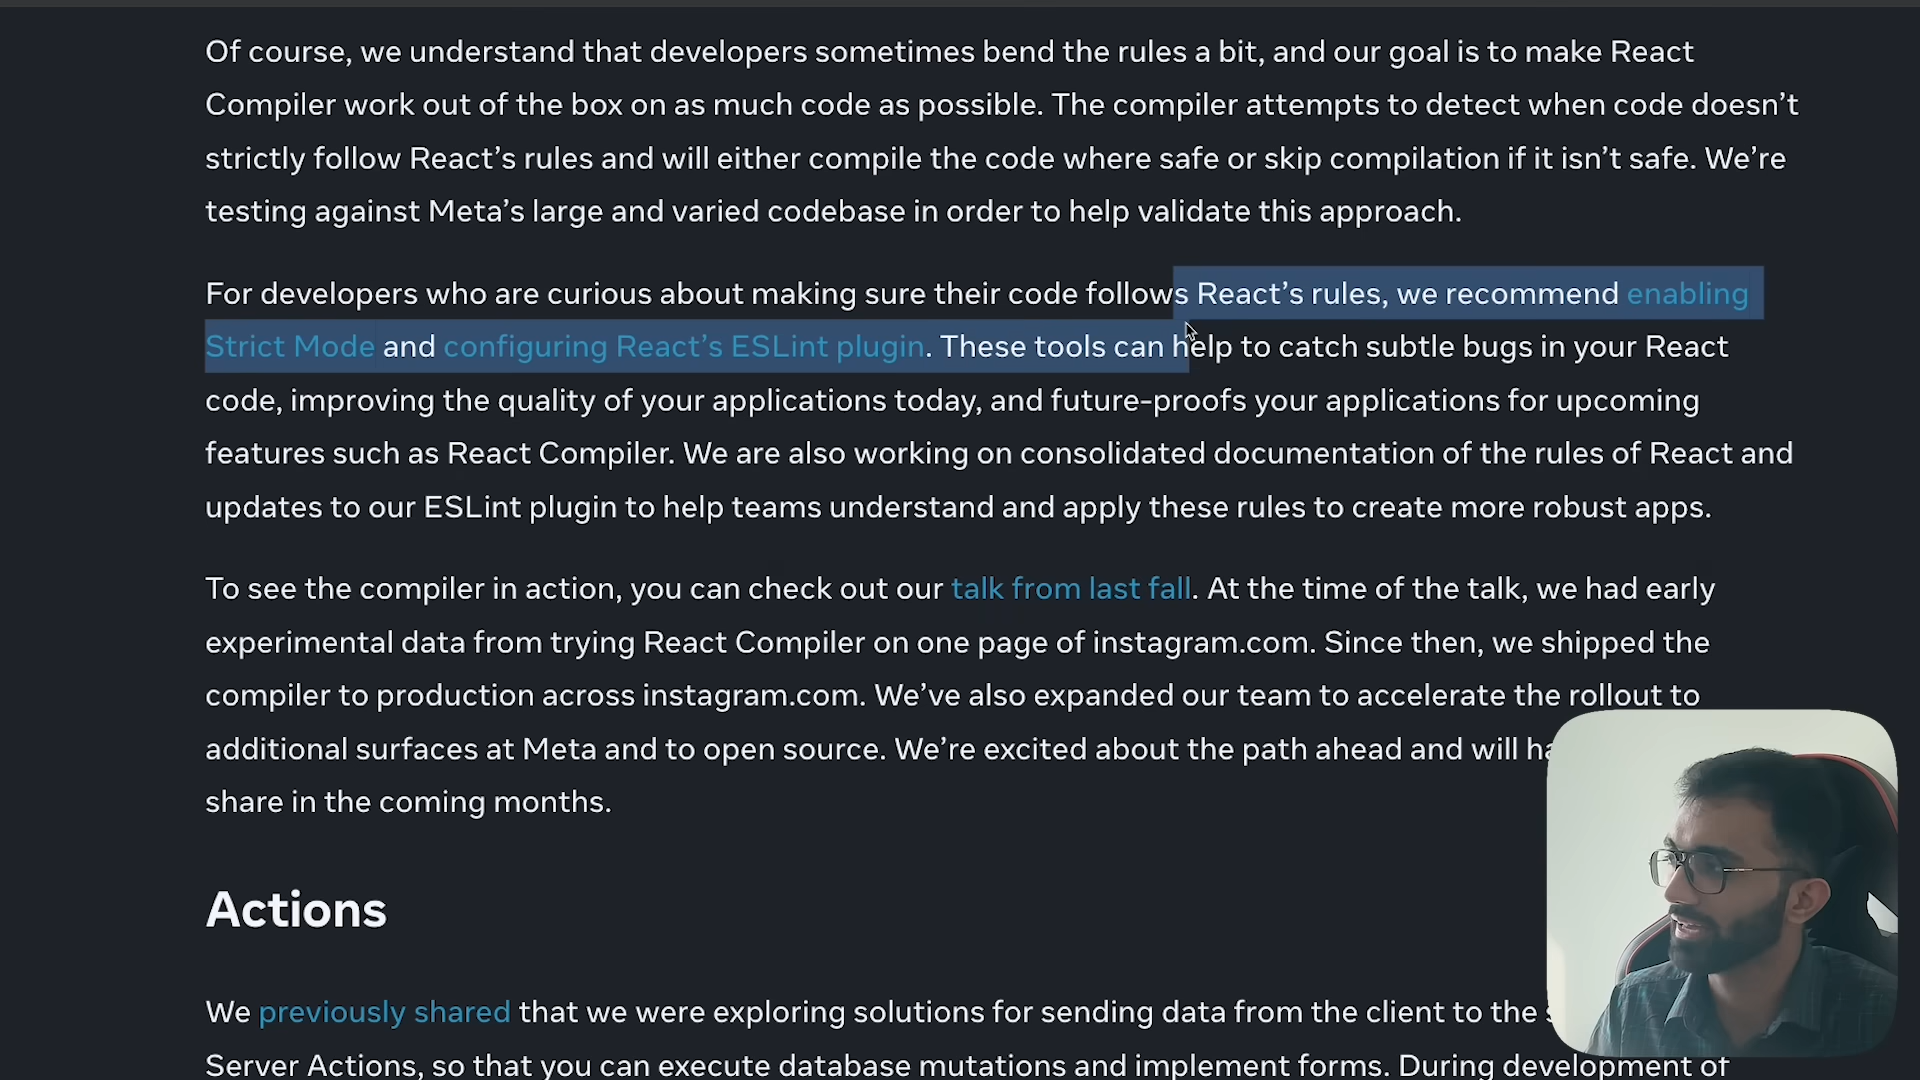 Of course, we understand that developers sometimes bend the rules a bit, and our goal is to make React
Compiler work out of the box on as much code as possible. The compiler attempts to detect when code doesn’t
strictly follow React’s rules and will either compile the code where safe or skip compilation if it isn’t safe. We’re
testing against Meta’s large and varied codebase in order to help validate this approach.
For developers who are curious about making sure their code follows React’s rules, we recommend enabling
Strict Mode and configuring React’s ESLint plugin. These tools can help to catch subtle bugs in your React
code, improving the quality of your applications today, and future-proofs your applications for upcoming
features such as React Compiler. We are also working on consolidated documentation of the rules of React and
updates to our ESLint plugin to help teams understand and apply these rules to create more robust apps.
To see the compiler in action, you can check out our talk from last fall. At the time of the talk, we had early
experimental data from trying React Compiler on one page of instagram.com. Since then, we shipped the
compiler to production across instagram.com. We’ve also expanded our team to accelerate the rollout to
additional surfaces at Meta and to open source. We’re excited about the path ahead and will
share in the coming months.
Actions
We previously shared that we were exploring solutions for sending data from the client to the
Server Actions, so that you can execute database mutations and implement forms. During development of